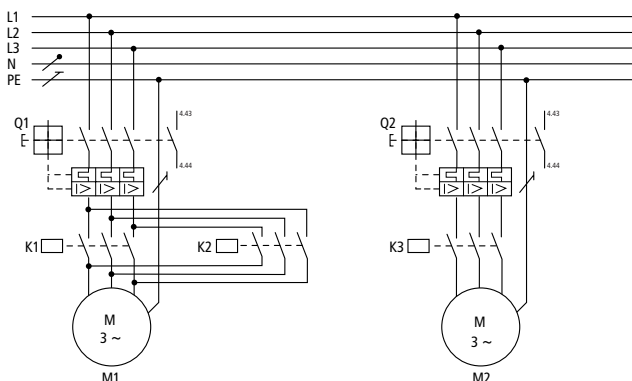 L1
L2
L3
N
PE
Q1
E
4.43
4.44
I> I> I>
K1
K2
M
3 ~
M1
Q2
E
4.43
4.44
I> I> I>
K3
M
3 ~
M2